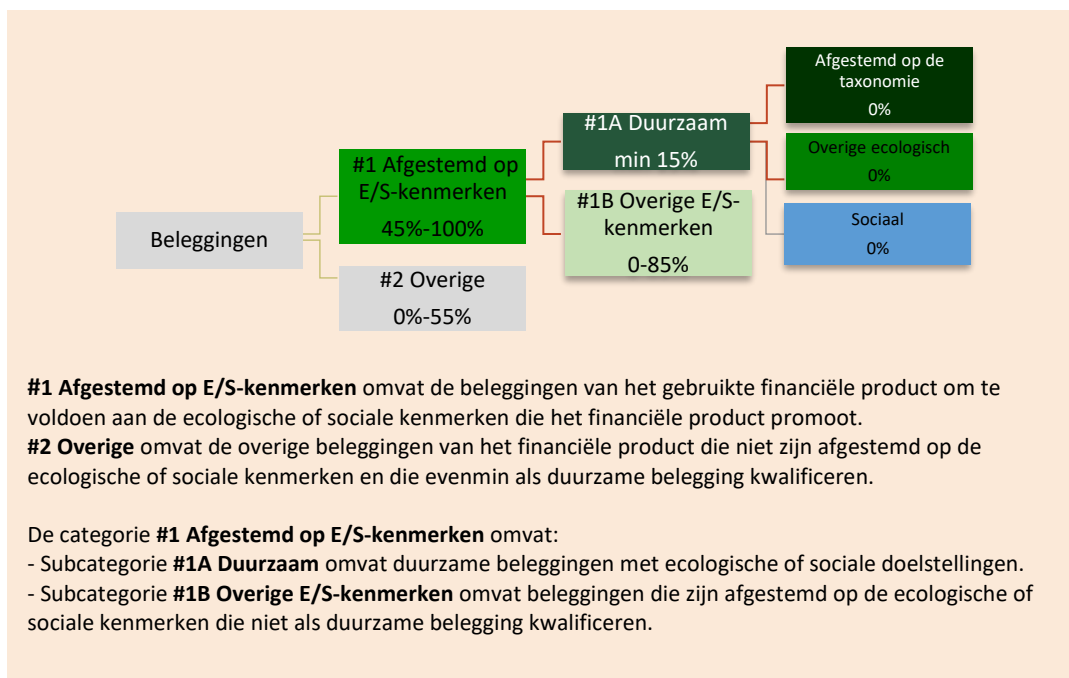 Beleggingen
#1 Afgestemd op
E/S-kenmerken
45%-100%
#2 Overige
0%-55%
#1A Duurzaam
min 15%
#1B Overige E/S-
kenmerken
0-85%
Afgestemd op de
taxonomie
0%
Overige ecologisch
0%
Sociaal
0%
#1 Afgestemd op E/S-kenmerken omvat de beleggingen van het gebruikte financiële product om te
voldoen aan de ecologische of sociale kenmerken die het financiële product promoot.
#2 Overige omvat de overige beleggingen van het financiële product die niet zijn afgestemd op de
ecologische of sociale kenmerken en die evenmin als duurzame belegging kwalificeren.
De categorie #1 Afgestemd op E/S-kenmerken omvat:
- Subcategorie #1A Duurzaam omvat duurzame beleggingen met ecologische of sociale doelstellingen.
- Subcategorie #1B Overige E/S-kenmerken omvat beleggingen die zijn afgestemd op de ecologische of
sociale kenmerken die niet als duurzame belegging kwalificeren.